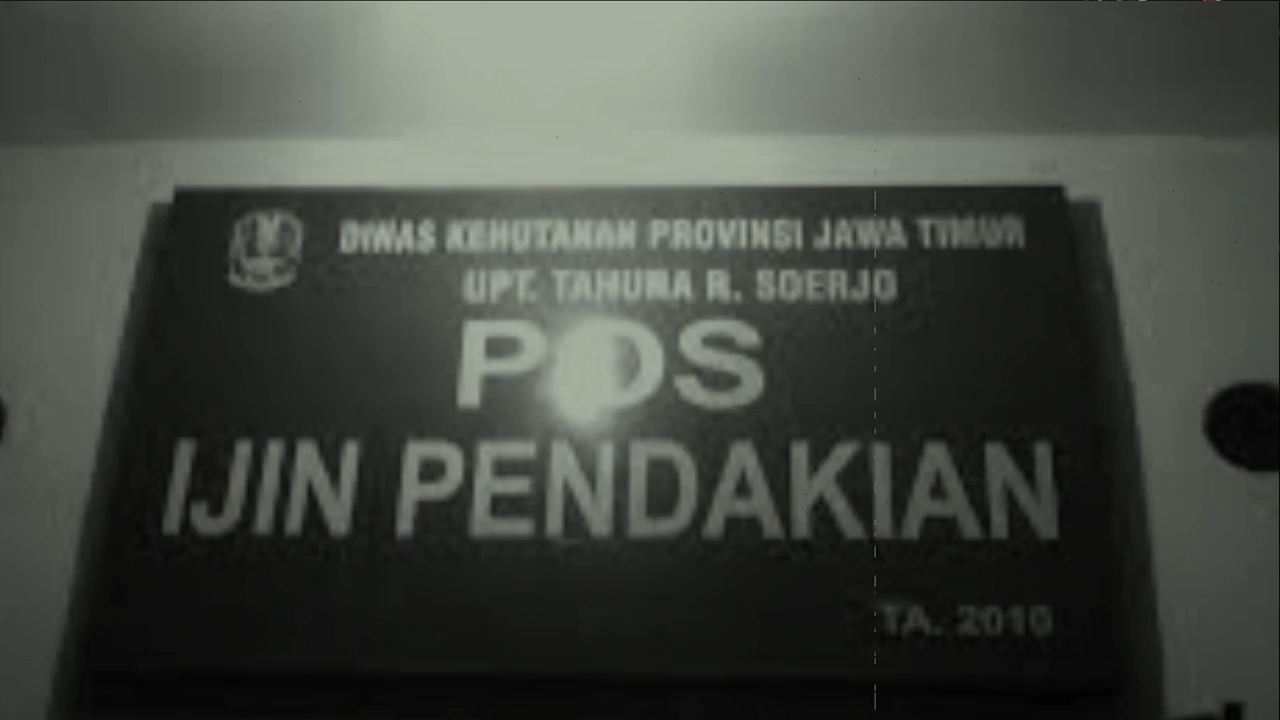 DINAS KEHUTANAN PROVINSI JAWA TIMUR
UPT. TAHURA R. SOERJO
POS
IJIN PENDAKIAN
TA. 2010